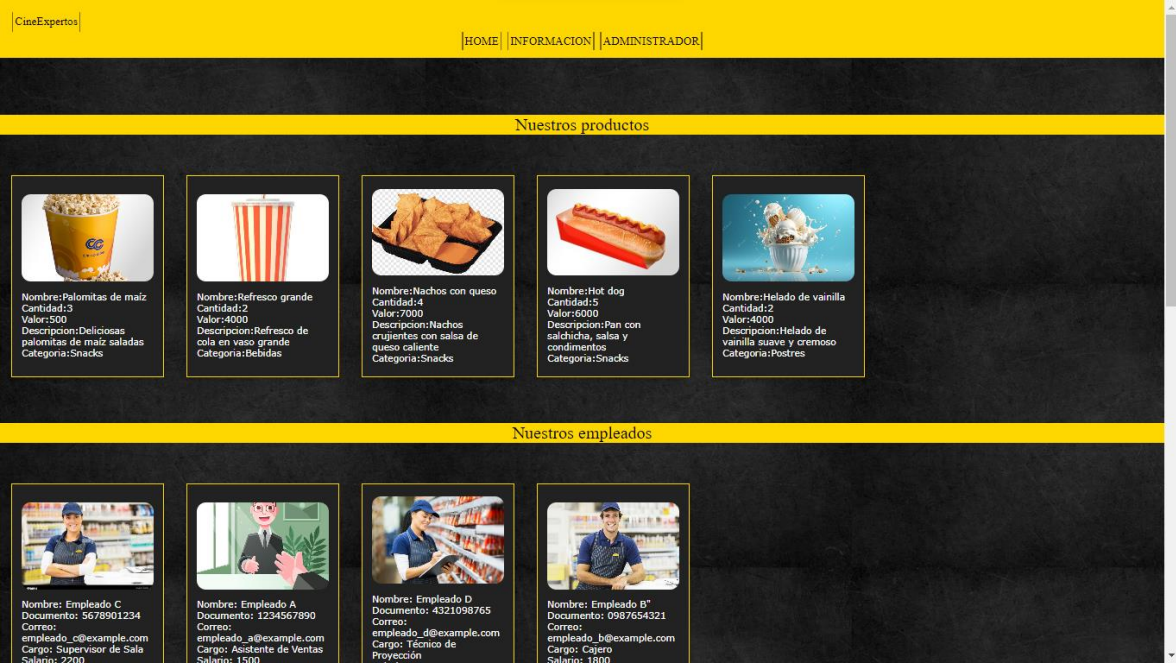 CineExpertos
|HOME| |INFORMACION| |ADMINISTRADOR|
Nuestros productos
Nombre:Palomitas de maíz
Cantidad:3
Valor:500
Descripcion:Deliciosas
palomitas de maíz saladas
Categoria:Snacks
Nombre:Refresco grande
Cantidad:2
Valor:4000
Descripcion:Refresco de
cola en vaso grande
Categoria:Bebidas
Nombre:Nachos con queso
Cantidad:4
Valor:7000
Descripcion:Nachos
crujientes con salsa de
queso caliente
Categoria:Snacks
Nombre:Hot dog
Cantidad:5
Valor:6000
Descripcion:Pan con
salchicha, salsa y
condimentos
Categoria:Snacks
Nombre:Helado de vainilla
Cantidad:2
Valor:4000
Descripcion:Helado de
vainilla suave y cremoso
Categoria:Postres
Nuestros empleados
Nombre: Empleado C
Documento: 5678901234
Correo:
empleado_c@example.com
Cargo: Supervisor de Sala
Salario: 2200
Nombre: Empleado A
Documento: 1234567890
Correo:
empleado_a@example.com
Cargo: Asistente de Ventas
Salario: 1500
Nombre: Empleado D
Documento: 4321098765
Correo:
empleado_d@example.com
Cargo: Técnico de
Proyección
Nombre: Empleado B"
Documento: 0987654321
Correo:
empleado_b@example.com
Cargo: Cajero
Salario: 1800